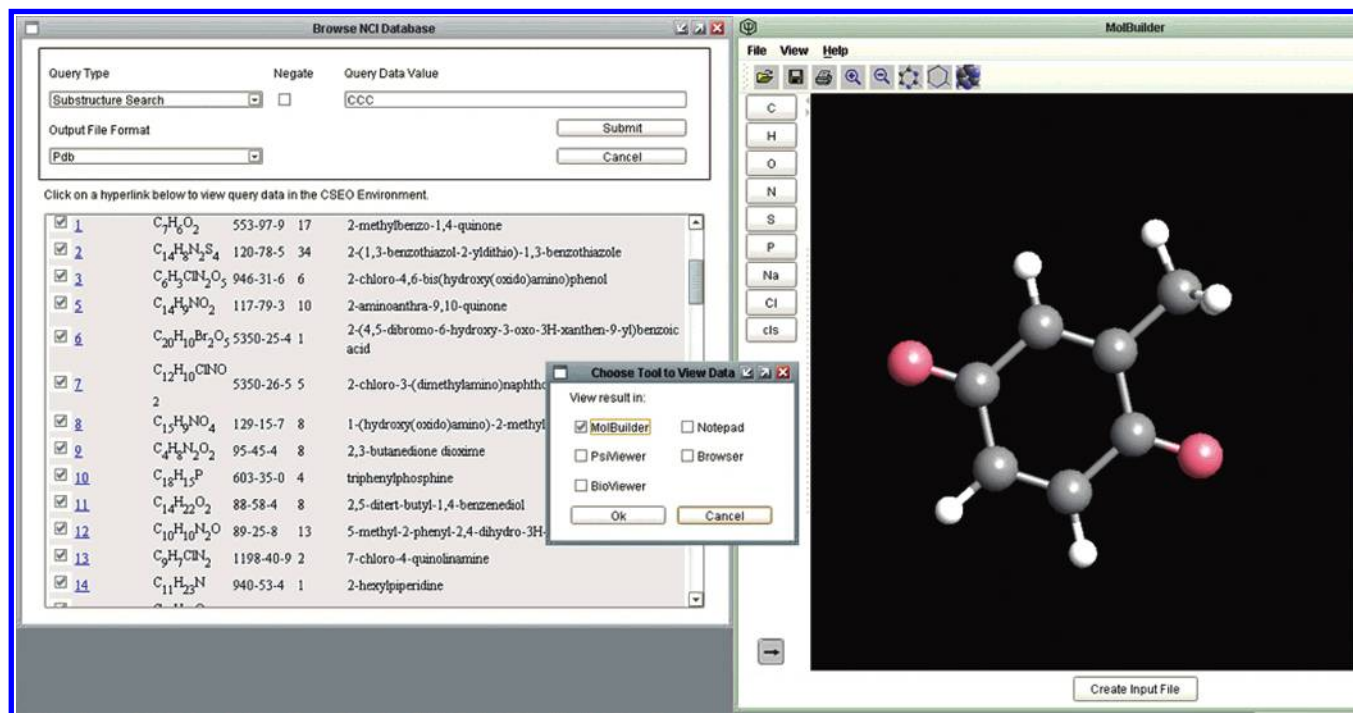 Browse NCI Database
Query Type
Negate
Query Data Value
Substructure Search
CCC
Output File Format
Submit
Pdb
Cancel
Click on a hyperlink below to view query data in the CSEO Environment.
1 C7H6O2 553-97-9 17 2-methylbenzo-1,4-quinone
2 C14H8N2S4 120-78-5 34 2-(1,3-benzothiazol-2-yldithio)-1,3-benzothiazole
3 C6H3ClN2O5 946-31-6 6 2-chloro-4,6-bis(hydroxy(oxido)amino)phenol
5 C14H9NO2 117-79-3 10 2-aminoanthra-9,10-quinone
6 C20H10Br2O5 5350-25-4 1 2-(4,5-dibromo-6-hydroxy-3-oxo-3H-xanthen-9-yl)benzoic
acid
7 C12H10ClNO 5350-26-5 5 2-chloro-3-(dimethylamino)naphtho
2
8 C15H9NO4 129-15-7 8 1-(hydroxy(oxido)amino)-2-methyl
9 C4H8N2O2 95-45-4 8 2,3-butanedione dioxime
10 C18H15P 603-35-0 4 triphenylphosphine
11 C14H22O2 88-58-4 8 2,5-ditert-butyl-1,4-benzenediol
12 C10H10N2O 89-25-8 13 5-methyl-2-phenyl-2,4-dihydro-3H-
13 C9H7ClN2 1198-40-9 2 7-chloro-4-quinolinamine
14 C11H23N 940-53-4 1 2-hexylpiperidine
Choose Tool to View Data
View result in:
MolBuilder Notepad
PsiViewer Browser
BioViewer
Ok Cancel
MolBuilder
File View Help
C
H
O
N
S
P
Na
Cl
cls
Create Input File